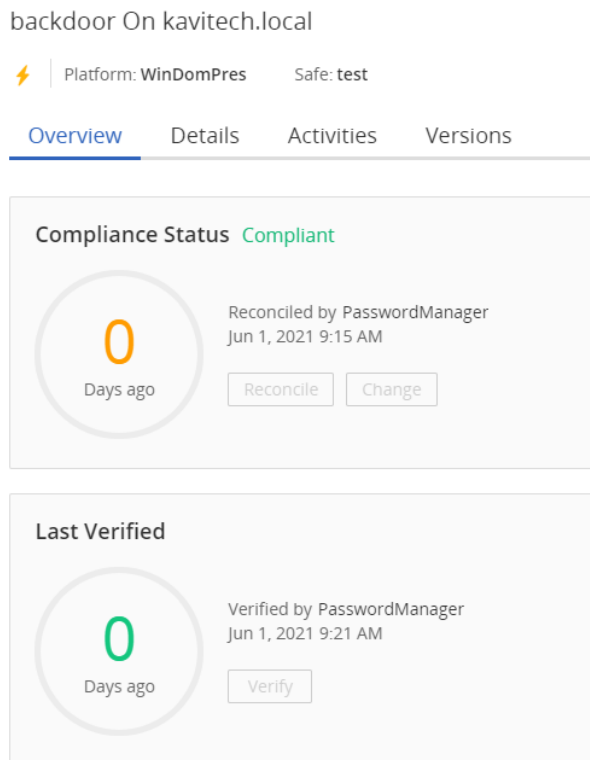 backdoor On kavitech.local
Platform: WinDomPres Safe: test
Overview Details Activities Versions
Compliance Status Compliant
0
Days ago
Reconciled by PasswordManager
Jun 1, 2021 9:15 AM
Reconcile Change
Last Verified
0
Days ago
Verified by PasswordManager
Jun 1, 2021 9:21 AM
Verify